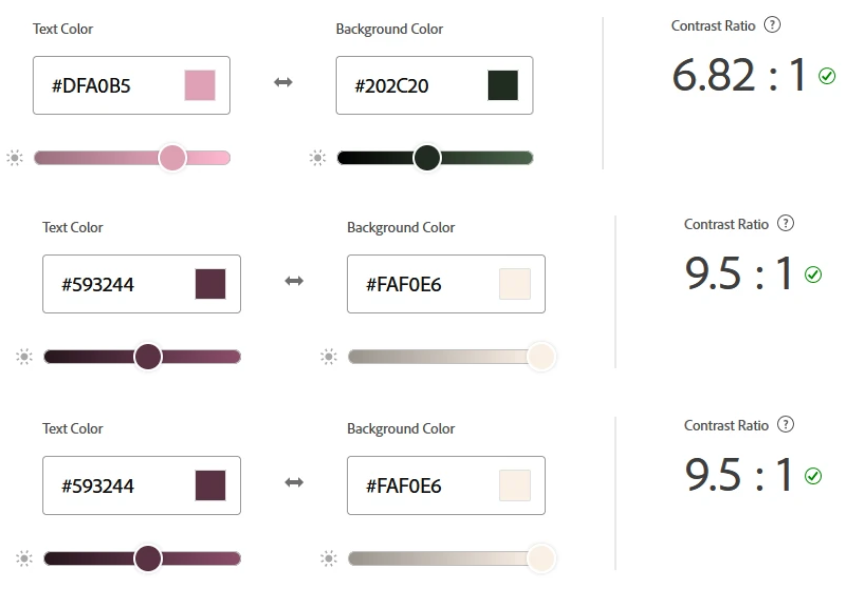 Text Color Background Color Contrast Ratio ?
#DFA0B5 #202C20 6.82 : 1
Text Color Background Color Contrast Ratio ?
#593244 #FAF0E6 9.5 : 1
Text Color Background Color Contrast Ratio ?
#593244 #FAF0E6 9.5 : 1